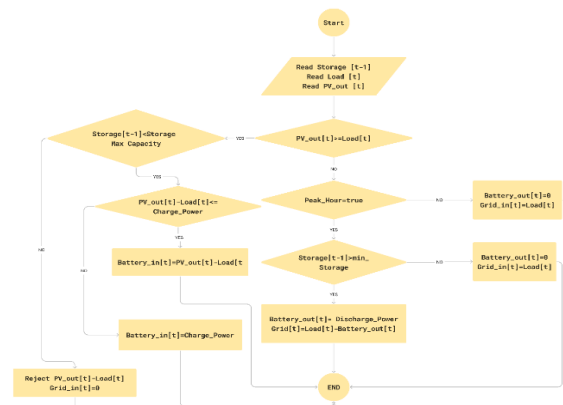 Start
Read Storage [t-1]
Read Load [t]
Read PV_out [t]
Storage[t-1]<Storage
Max Capacity
YES
PV_out[t]>=Load[t]
YES
NO
PV_out[t]-Load[t]<=
Charge_Power
Peak_Hour=true
NO
Battery_out[t]=0
Grid_in[t]=Load[t]
YES
YES
NO
NO
Battery_in[t]=PV_out[t]-Load[t
Storage[t-1]>min_
Storage
NO
Battery_out[t]=0
Grid_in[t]=Load[t]
YES
Battery_out[t]= Discharge_Power
Grid[t]=Load[t]-Battery_out[t]
Battery_in[t]=Charge_Power
Reject PV_out[t]-Load[t]
Grid_in[t]=0
END